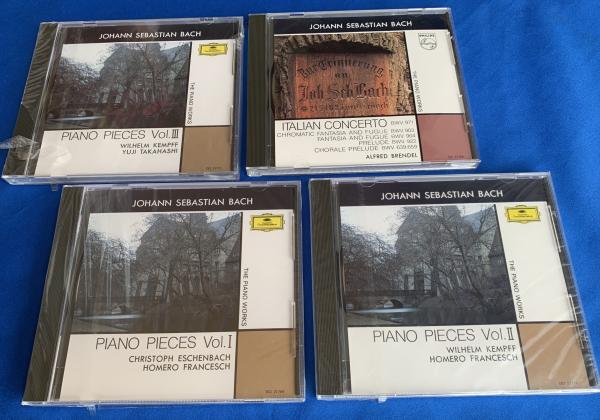 JOHANN SEBASTIAN BACH
THE PIANO WORKS
PIANO PIECES Vol.III
WILHELM KEMPFF
YUJI TAKAHASHI
JOHANN SEBASTIAN BACH
PHILIPS
Zur Erinnerung
an
Joh. Seb. Bach
THE PIANO WORKS
ITALIAN CONCERTO BWV 971
CHROMATIC FANTASIA AND FUGUE BWV 903
FANTASIA AND FUGUE BWV 904
PRELUDE BWV 922
CHORALE PRELUDE BWV 639/659
ALFRED BRENDEL
JOHANN SEBASTIAN BACH
THE PIANO WORKS
PIANO PIECES Vol.I
CHRISTOPH ESCHENBACH
HOMERO FRANCESCH
JOHANN SEBASTIAN BACH
THE PIANO WORKS
PIANO PIECES Vol.II
WILHELM KEMPFF
HOMERO FRANCESCH